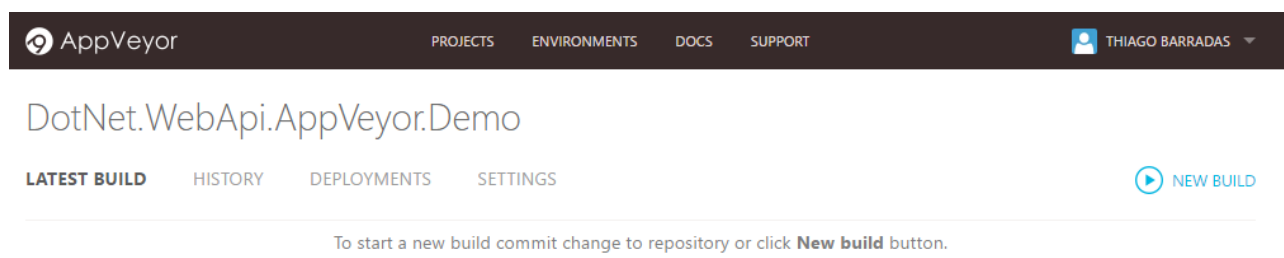 AppVeyor PROJECTS ENVIRONMENTS DOCS SUPPORT THIAGO BARRADAS
DotNet.WebApi.AppVeyor.Demo
LATEST BUILD HISTORY DEPLOYMENTS SETTINGS NEW BUILD
To start a new build commit change to repository or click New build button.